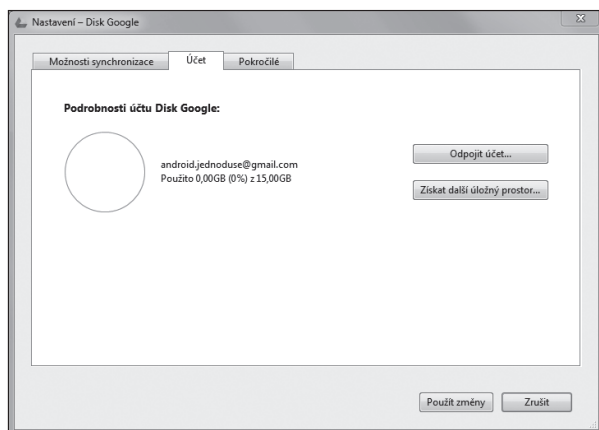 Nastavení – Disk Google
Možnosti synchronizace
Účet
Pokročilé
Podrobnosti účtu Disk Google:
android.jednoduse@gmail.com
Použito 0,00GB (0%) z 15,00GB
Odpojit účet...
Získat další úložný prostor...
Použít změny
Zrušit